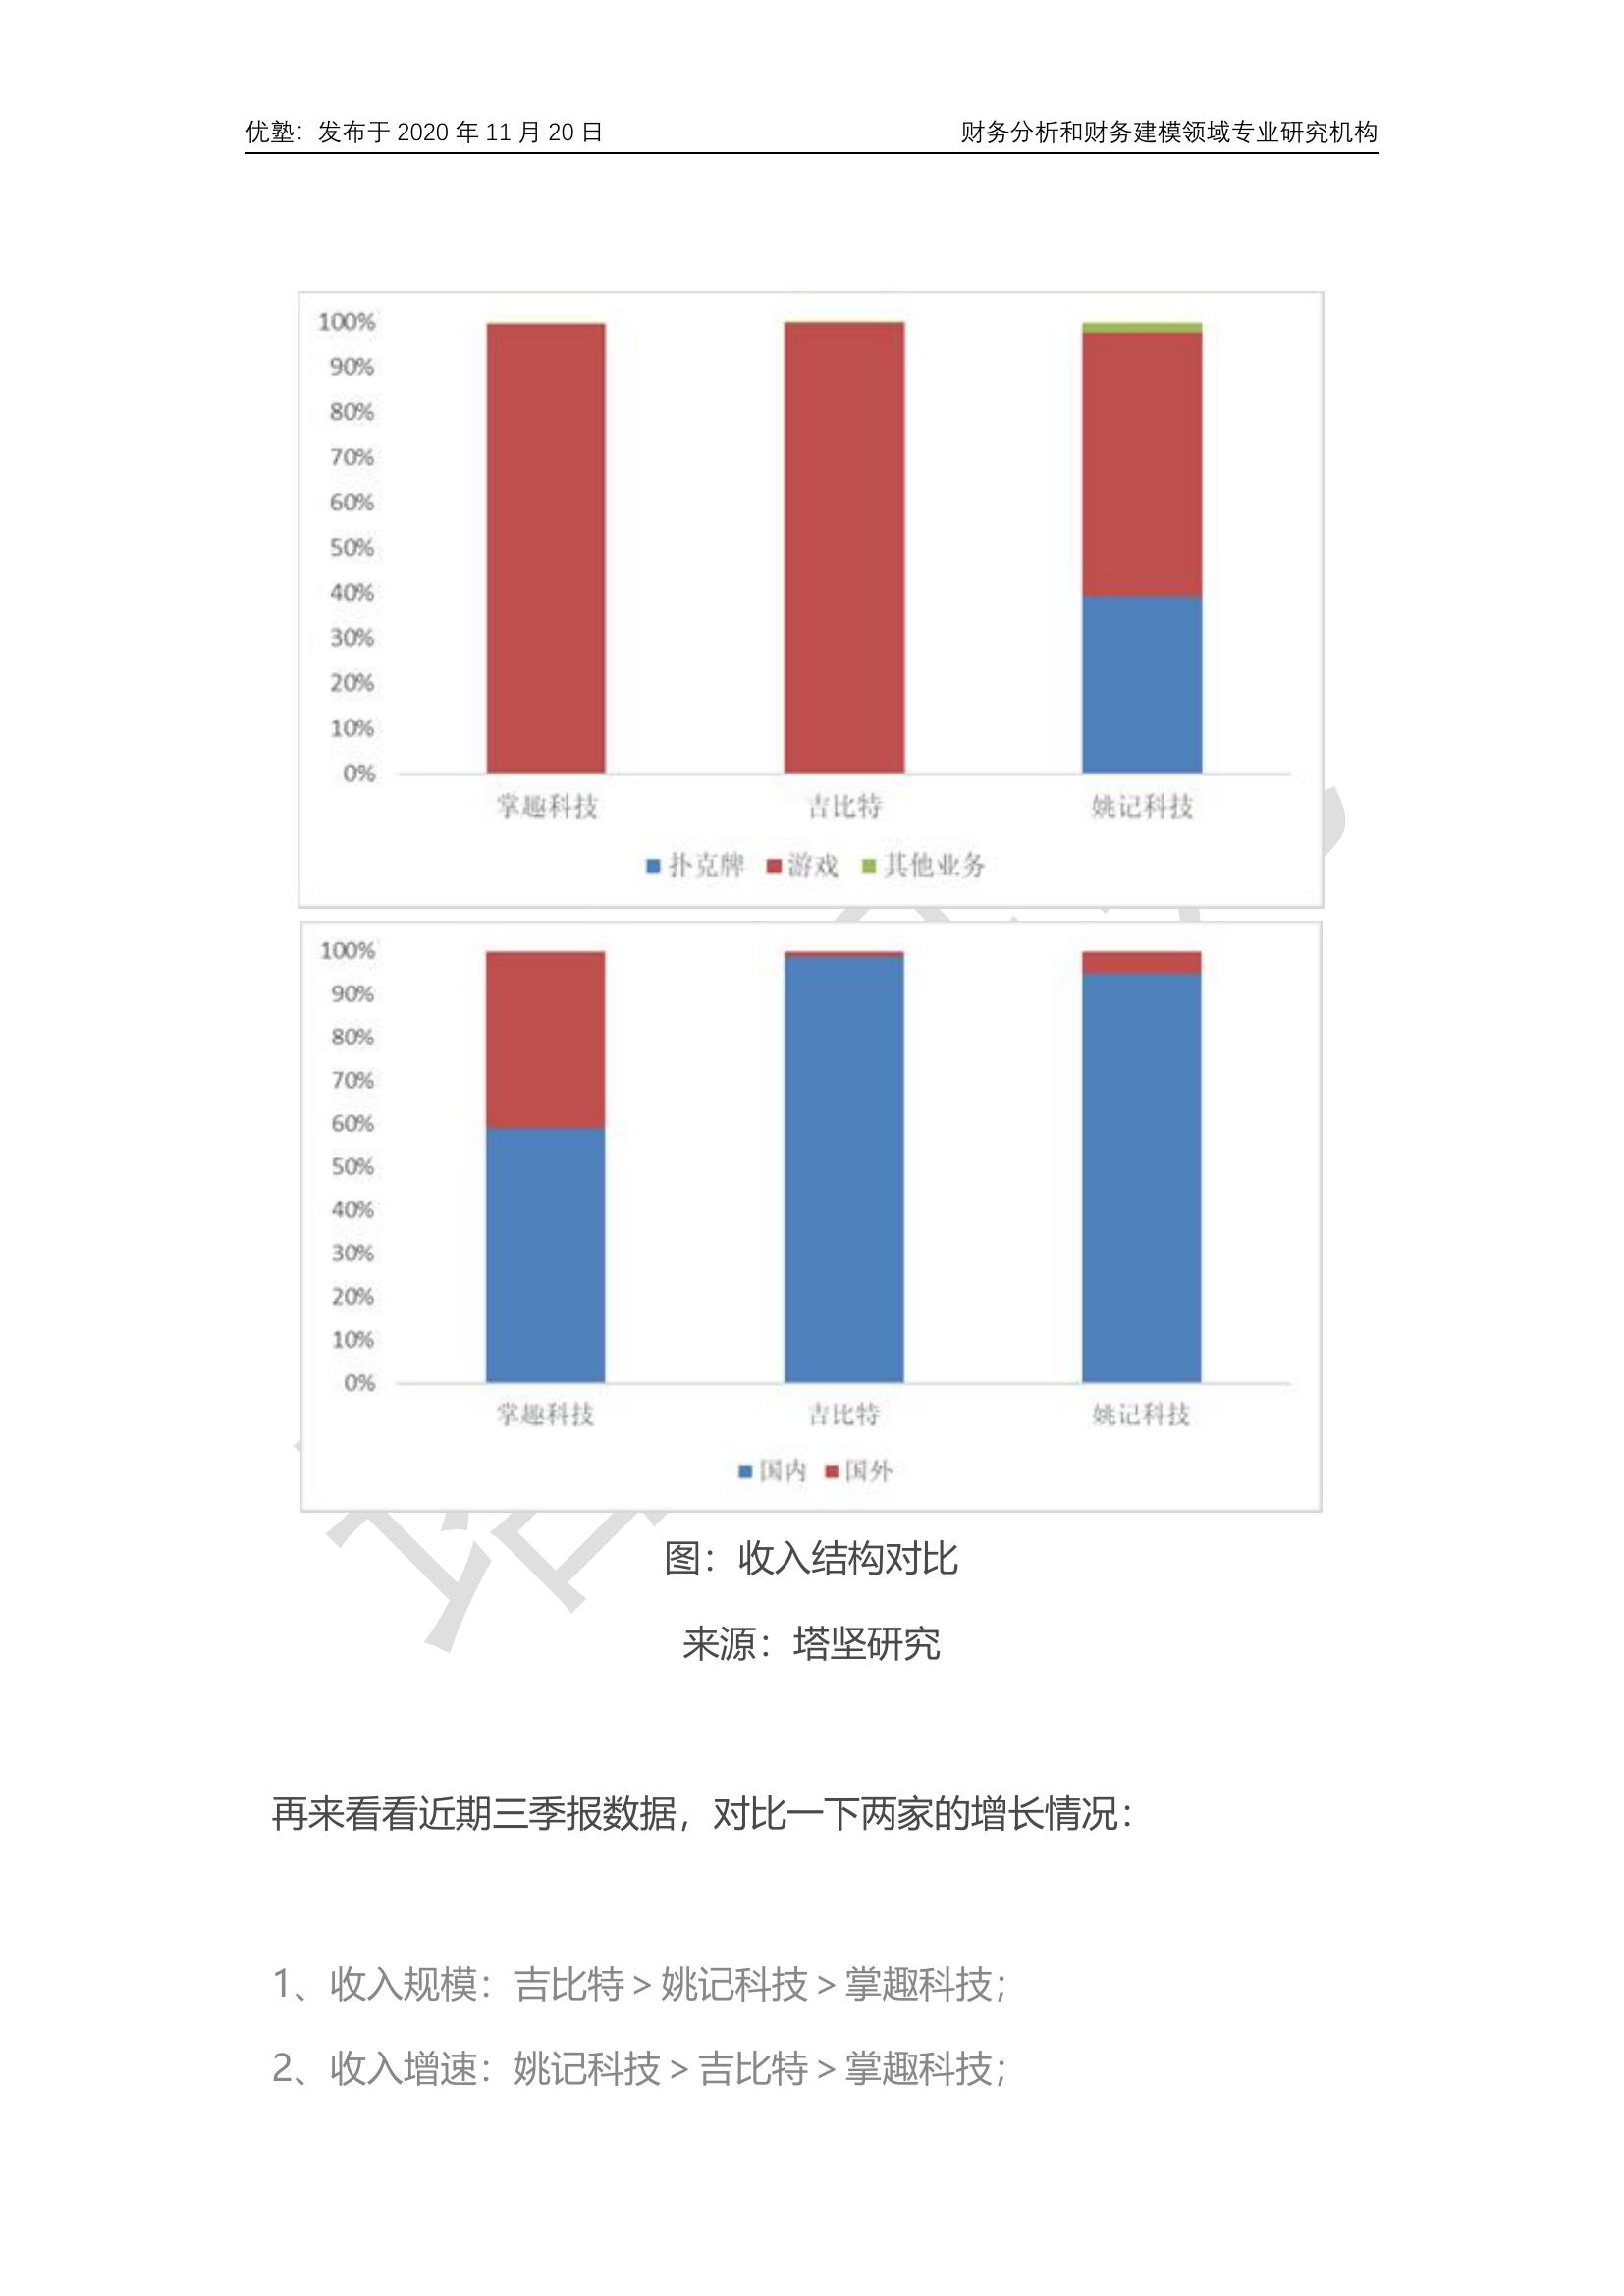 优塾：发布于 2020 年 11 月 20 日 财务分析和财务建模领域专业研究机构
100%
90%
80%
70%
60%
50%
40%
30%
20%
10%
0%
掌趣科技 吉比特 姚记科技
扑克牌 游戏 其他业务
100%
90%
80%
70%
60%
50%
40%
30%
20%
10%
0%
掌趣科技 吉比特 姚记科技
国内 国外
图：收入结构对比
来源：塔坚研究
再来看看近期三季报数据，对比一下两家的增长情况：
1、收入规模：吉比特＞姚记科技＞掌趣科技；
2、收入增速：姚记科技＞吉比特＞掌趣科技；